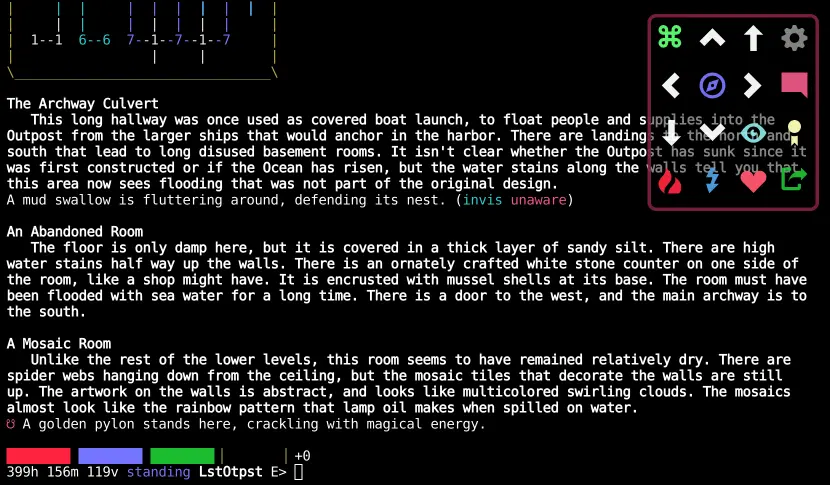 1--1 6--6 7--1--7--1--7
The Archway Culvert
This long hallway was once used as covered boat launch, to float people and supplies into the
Outpost from the larger ships that would anchor in the harbor. There are landings to the north and
south that lead to long disused basement rooms. It isn't clear whether the Outpost has sunk since it
was first constructed or if the Ocean has risen, but the water stains along the walls tell you that
this area now sees flooding that was not part of the original design.
A mud swallow is fluttering around, defending its nest. (invis unaware)
An Abandoned Room
The floor is only damp here, but it is covered in a thick layer of sandy silt. There are high
water stains half way up the walls. There is an ornately crafted white stone counter on one side of
the room, like a shop might have. It is encrusted with mussel shells at its base. The room must have
been flooded with sea water for a long time. There is a door to the west, and the main archway is to
the south.
A Mosaic Room
Unlike the rest of the lower levels, this room seems to have remained relatively dry. There are
spider webs hanging down from the ceiling, but the mosaic tiles that decorate the walls are still
up. The artwork on the walls is abstract, and looks like multicolored swirling clouds. The mosaics
almost look like the rainbow pattern that lamp oil makes when spilled on water.
A golden pylon stands here, crackling with magical energy.
+0
399h 156m 119v standing LstOtpst E>